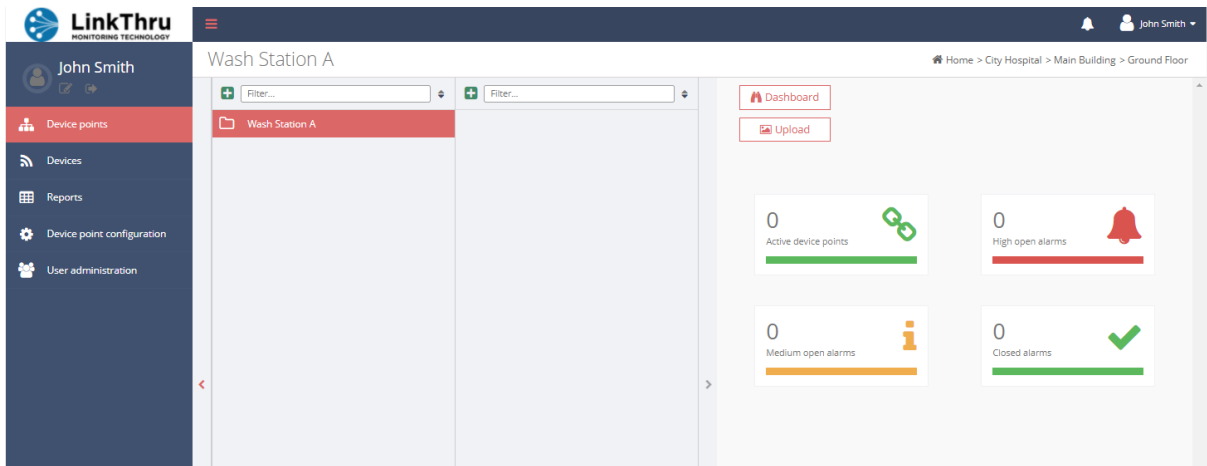 LinkThru
MONITORING TECHNOLOGY
John Smith
John Smith
Device points
Devices
Reports
Device point configuration
User administration
Wash Station A
Home > City Hospital > Main Building > Ground Floor
Filter...
Filter...
Wash Station A
Dashboard
Upload
0
Active device points
0
High open alarms
0
Medium open alarms
0
Closed alarms